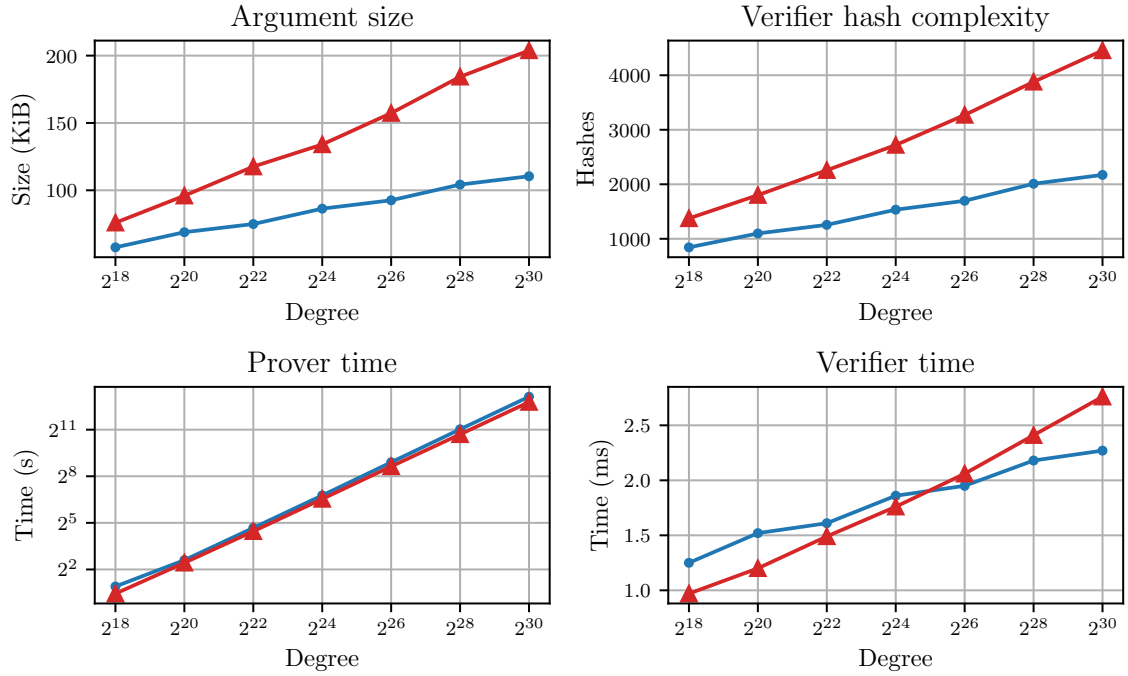 Argument size
Size (KiB)
200
150
100
2^18 2^20 2^22 2^24 2^26 2^28 2^30
Degree
Verifier hash complexity
Hashes
4000
3000
2000
1000
2^18 2^20 2^22 2^24 2^26 2^28 2^30
Degree
Prover time
Time (s)
2^11
2^8
2^5
2^2
2^18 2^20 2^22 2^24 2^26 2^28 2^30
Degree
Verifier time
Time (ms)
2.5
2.0
1.5
1.0
2^18 2^20 2^22 2^24 2^26 2^28 2^30
Degree